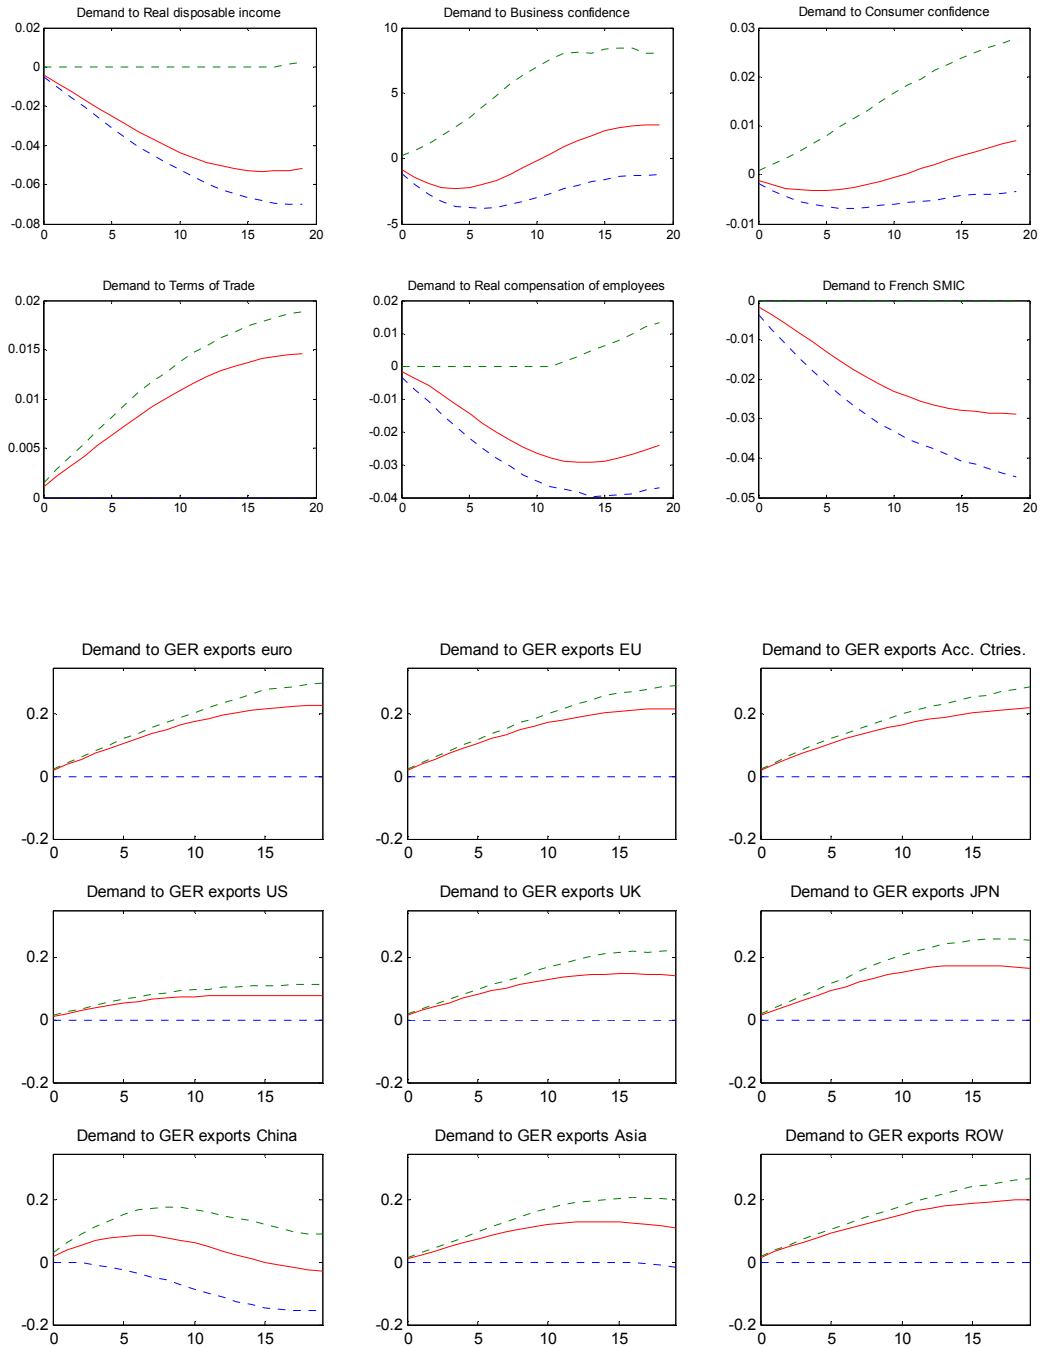 Demand to Real disposable income
Demand to Business confidence
Demand to Consumer confidence
0.02
0
-0.02
-0.04
-0.06
-0.08
0 5 10 15 20
10
5
0
-5
0 5 10 15 20
0.03
0.02
0.01
0
-0.01
0 5 10 15 20
Demand to Terms of Trade
Demand to Real compensation of employees
Demand to French SMIC
0.02
0.015
0.01
0.005
0
0 5 10 15 20
0.02
0.01
0
-0.01
-0.02
-0.03
-0.04
0 5 10 15 20
0
-0.01
-0.02
-0.03
-0.04
-0.05
0 5 10 15 20
Demand to GER exports euro
Demand to GER exports EU
Demand to GER exports Acc. Ctries.
0.2
0
-0.2
0 5 10 15
0.2
0
-0.2
0 5 10 15
0.2
0
-0.2
0 5 10 15
Demand to GER exports US
Demand to GER exports UK
Demand to GER exports JPN
0.2
0
-0.2
0 5 10 15
0.2
0
-0.2
0 5 10 15
0.2
0
-0.2
0 5 10 15
Demand to GER exports China
Demand to GER exports Asia
Demand to GER exports ROW
0.2
0
-0.2
0 5 10 15
0.2
0
-0.2
0 5 10 15
0.2
0
-0.2
0 5 10 15